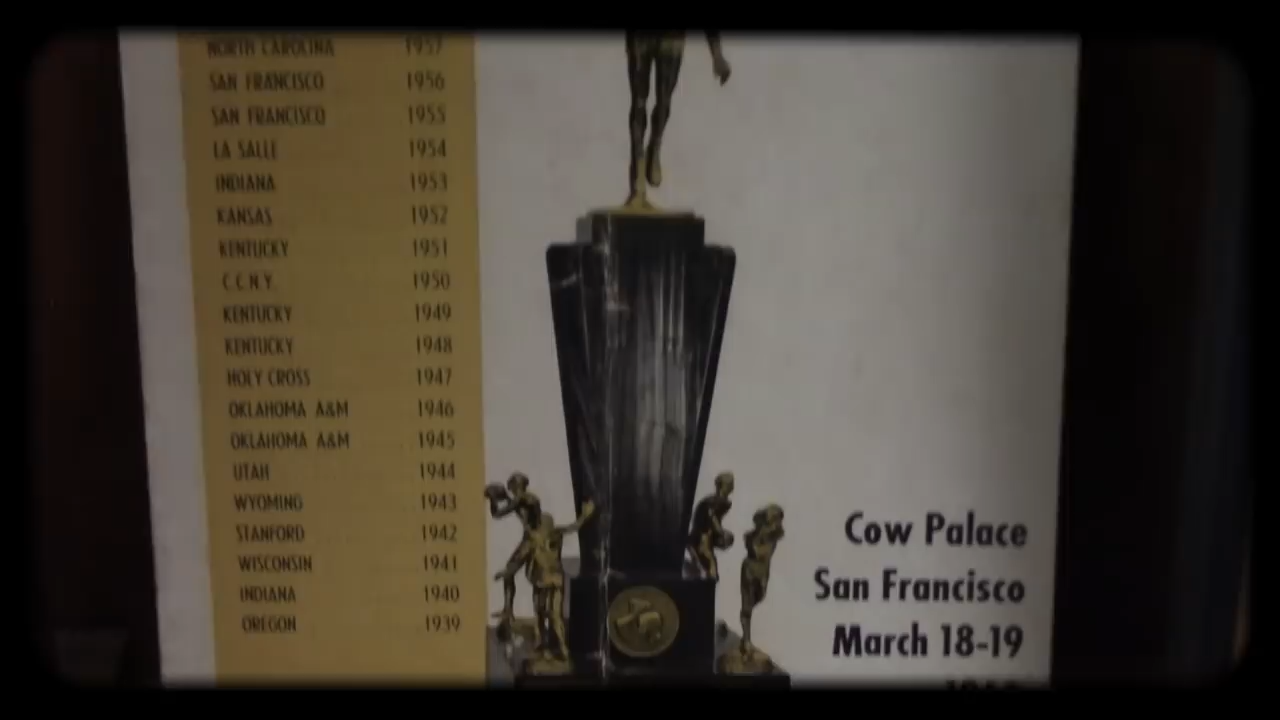 NORTH CAROLINA 1957
SAN FRANCISCO 1956
SAN FRANCISCO 1955
LA SALLE 1954
INDIANA 1953
KANSAS 1952
KENTUCKY 1951
C.C.N.Y. 1950
KENTUCKY 1949
KENTUCKY 1948
HOLY CROSS 1947
OKLAHOMA A&M 1946
OKLAHOMA A&M 1945
UTAH 1944
WYOMING 1943
STANFORD 1942
WISCONSIN 1941
INDIANA 1940
OREGON 1939
Cow Palace
San Francisco
March 18-19